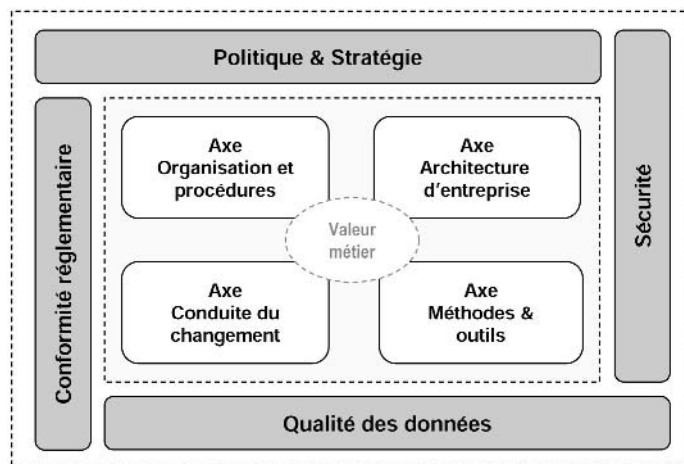 Politique & Stratégie
Conformité réglementaire
Axe
Organisation et
procédures
Axe
Architecture
d'entreprise
Valeur
métier
Axe
Conduite du
changement
Axe
Méthodes &
outils
Sécurité
Qualité des données